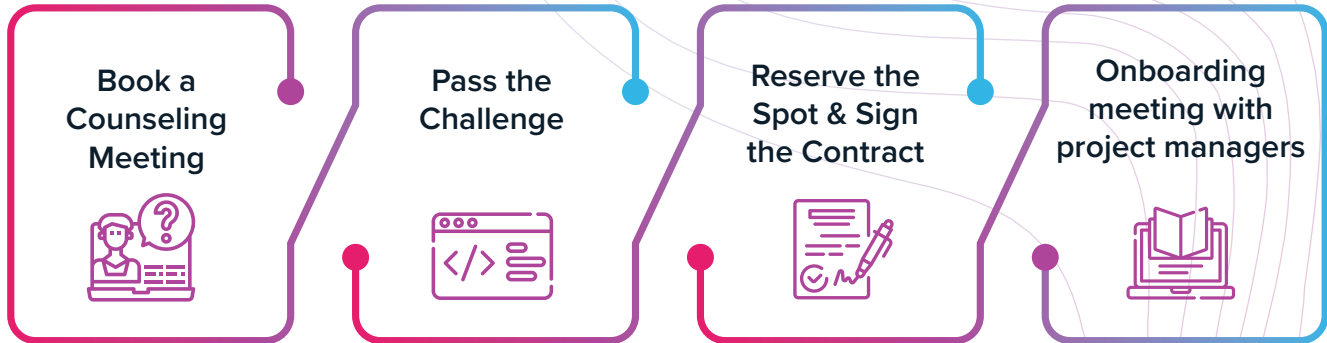 Book a
Counseling
Meeting
Pass the
Challenge
Reserve the
Spot & Sign
the Contract
Onboarding
meeting with
project managers